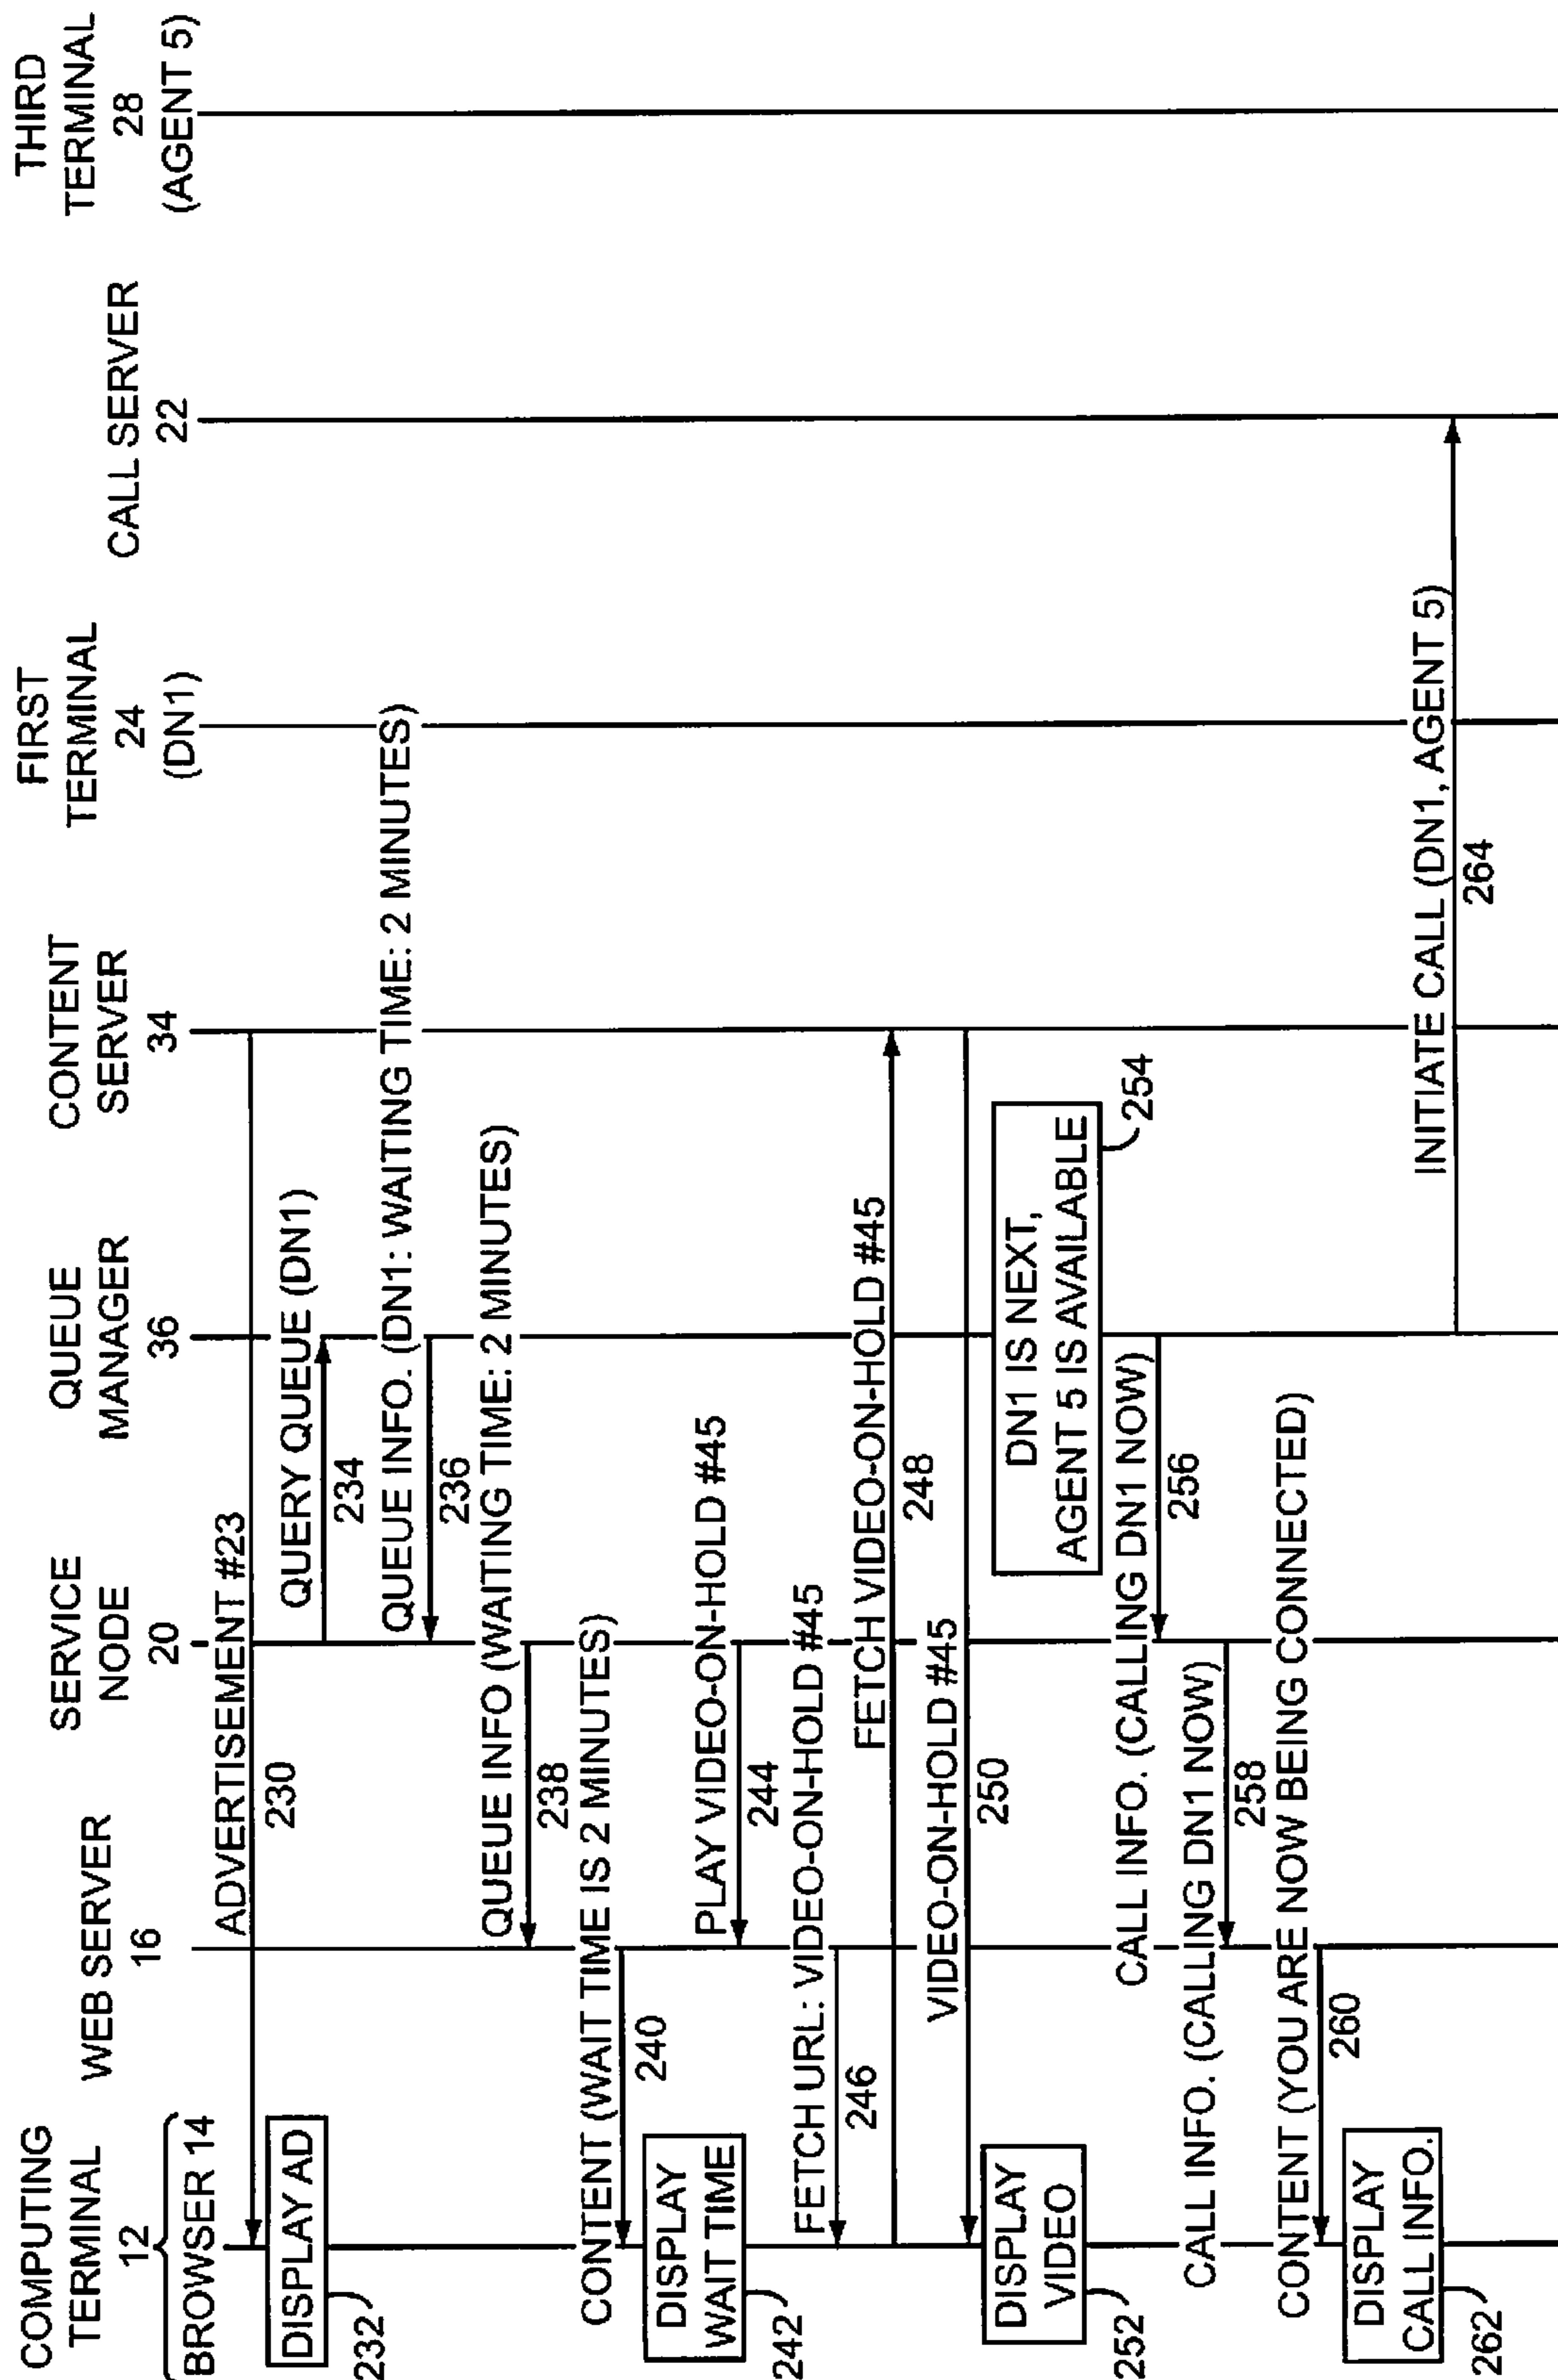 COMPUTING
TERMINAL
12
BROWSER 14
WEB SERVER
16
SERVICE
NODE
20
QUEUE
MANAGER
36
CONTENT
SERVER
34
FIRST
TERMINAL
24
(DN1)
CALL SERVER
22
THIRD
TERMINAL
28
(AGENT 5)
ADVERTISEMENT #23
230
DISPLAY AD
232
QUERY QUEUE (DN1)
234
QUEUE INFO. (DN1: WAITING TIME: 2 MINUTES)
236
QUEUE INFO (WAITING TIME: 2 MINUTES)
238
CONTENT (WAIT TIME IS 2 MINUTES)
240
DISPLAY
WAIT TIME
242
PLAY VIDEO-ON-HOLD #45
244
FETCH URL: VIDEO-ON-HOLD #45
246
FETCH VIDEO-ON-HOLD #45
248
VIDEO-ON-HOLD #45
250
DISPLAY
VIDEO
252
DN1 IS NEXT,
AGENT 5 IS AVAILABLE
254
CALL INFO. (CALLING DN1 NOW)
256
CALL INFO. (CALLING DN1 NOW)
258
CONTENT (YOU ARE NOW BEING CONNECTED)
260
DISPLAY
CALL INFO.
262
INITIATE CALL (DN1, AGENT 5)
264